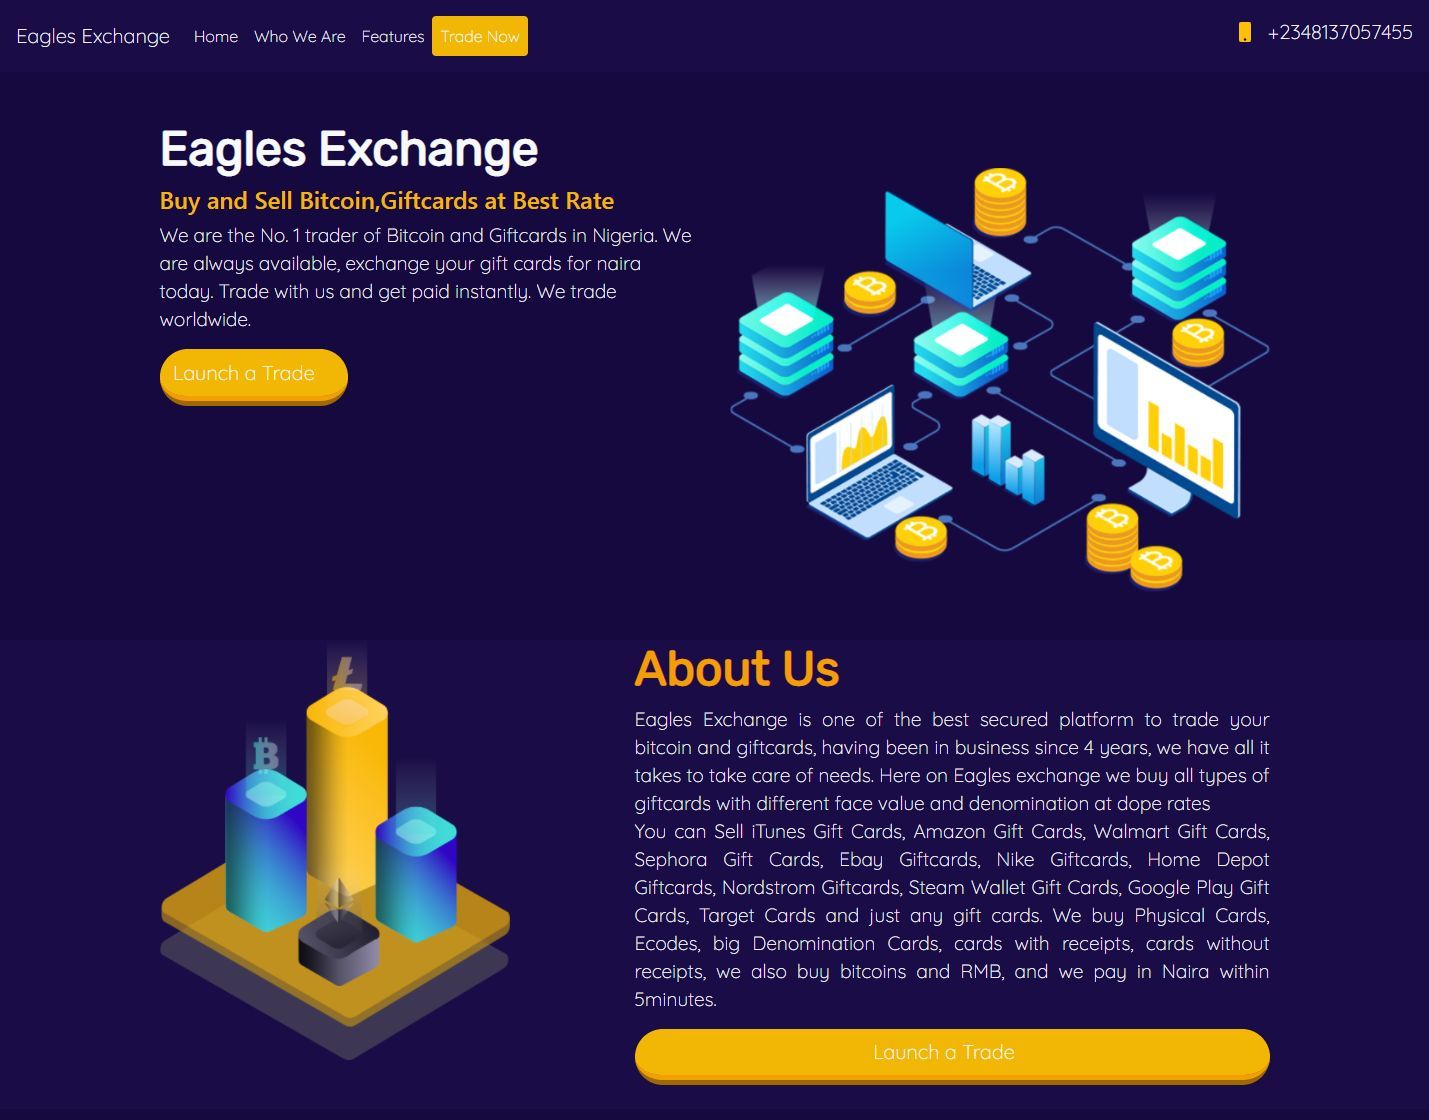 Eagles Exchange Home Who We Are Features Trade Now +2348137057455
Eagles Exchange
Buy and Sell Bitcoin,Giftcards at Best Rate
We are the No. 1 trader of Bitcoin and Giftcards in Nigeria. We
are always available, exchange your gift cards for naira
today. Trade with us and get paid instantly. We trade
worldwide.
Launch a Trade
About Us
Eagles Exchange is one of the best secured platform to trade your
bitcoin and giftcards, having been in business since 4 years, we have all it
takes to take care of needs. Here on Eagles exchange we buy all types of
giftcards with different face value and denomination at dope rates
You can Sell iTunes Gift Cards, Amazon Gift Cards, Walmart Gift Cards,
Sephora Gift Cards, Ebay Giftcards, Nike Giftcards, Home Depot
Giftcards, Nordstrom Giftcards, Steam Wallet Gift Cards, Google Play Gift
Cards, Target Cards and just any gift cards. We buy Physical Cards,
Ecodes, big Denomination Cards, cards with receipts, cards without
receipts, we also buy bitcoins and RMB, and we pay in Naira within
5minutes.
Launch a Trade